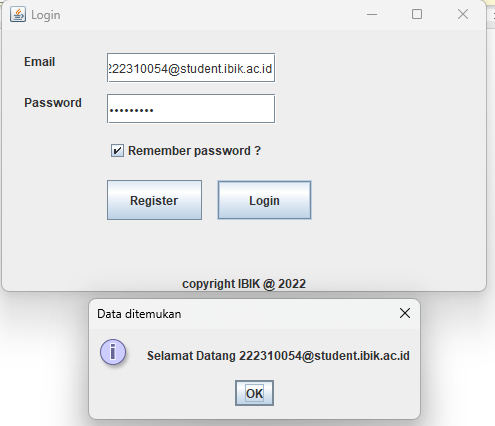 Login
Email
222310054@student.ibik.ac.id
Password
Remember password ?
Register
Login
copyright IBIK @ 2022
Data ditemukan
Selamat Datang 222310054@student.ibik.ac.id
OK